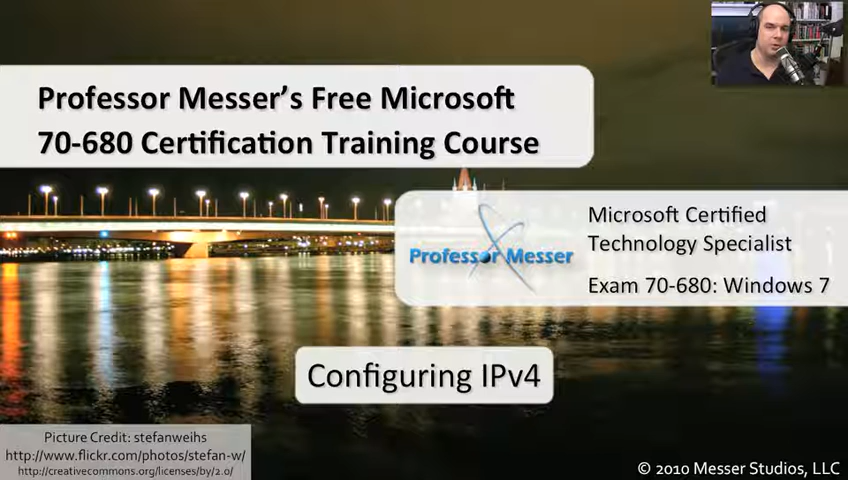 Professor Messer's Free Microsoft
70-680 Certification Training Course
Professor Messer
Microsoft Certified
Technology Specialist
Exam 70-680: Windows 7
Configuring IPv4
Picture Credit: stefanweihs
http://www.flickr.com/photos/stefan-w/
http://creativecommons.org/licenses/by/2.0/
© 2010 Messer Studios, LLC